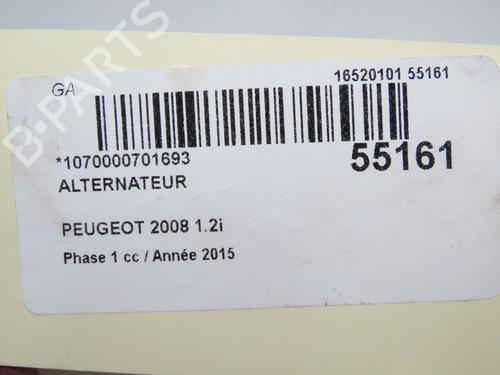 GA
16520101 55161
*1070000701693
55161
ALTERNATEUR
PEUGEOT 2008 1.2i
Phase 1 cc / Année 2015
B-PARTS